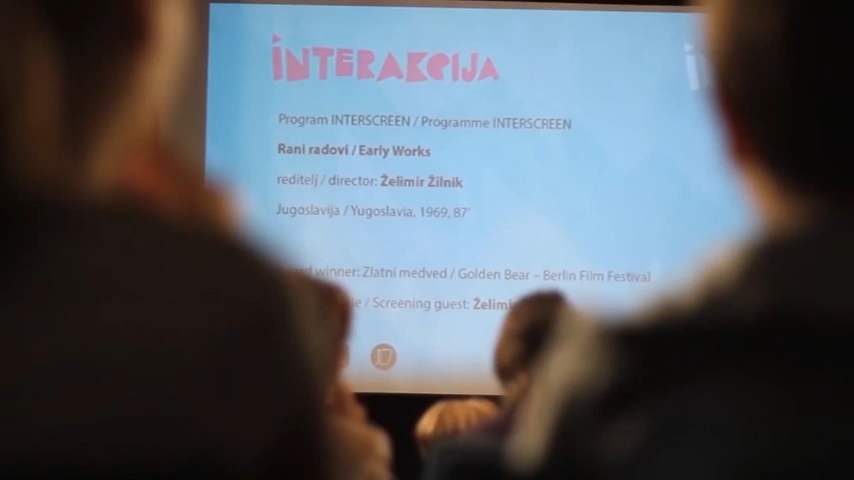 INTERAKCIJA
Program INTERSCREEN / Programme INTERSCREEN
Rani radovi / Early Works
reditelj / director: Želimir Žilnik
Jugoslavija / Yugoslavia, 1969, 87'
winner: Zlatni medved / Golden Bear – Berlin Film Festival
/ Screening guest:
17